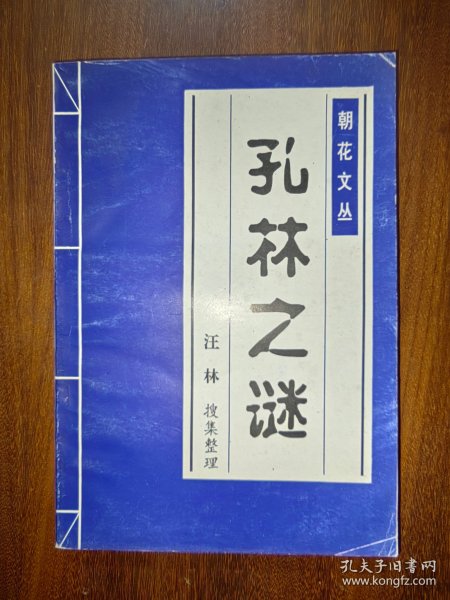 朝花文丛
孔林之谜
汪林 搜集整理
孔夫子旧书网
www.kongfz.com